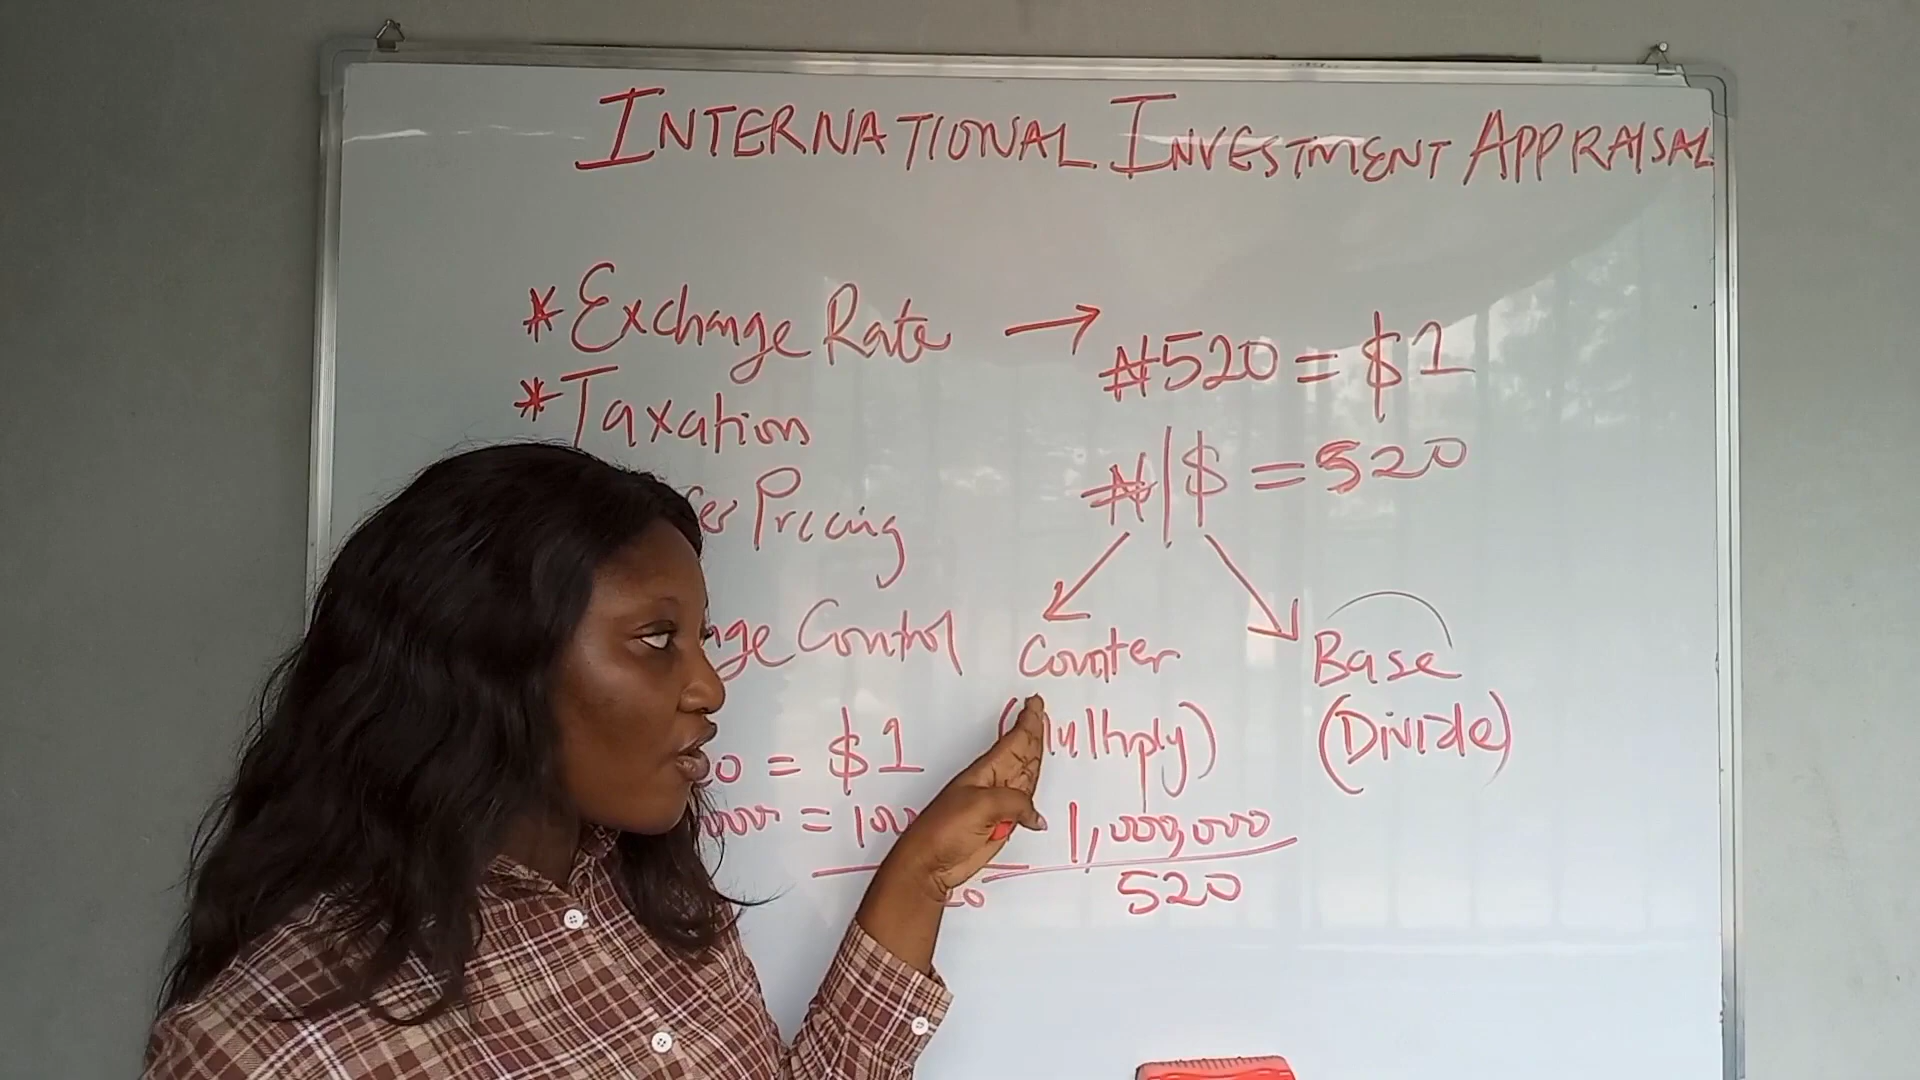 INTERNATIONAL INVESTMENT APPRAISAL
* Exchange Rate → ₦520 = $1
* Taxation
₦|$ = 520
Pricing
Control
Counter
Base
(Multiply)
(Divide)
= $1
=
1,000,000
520